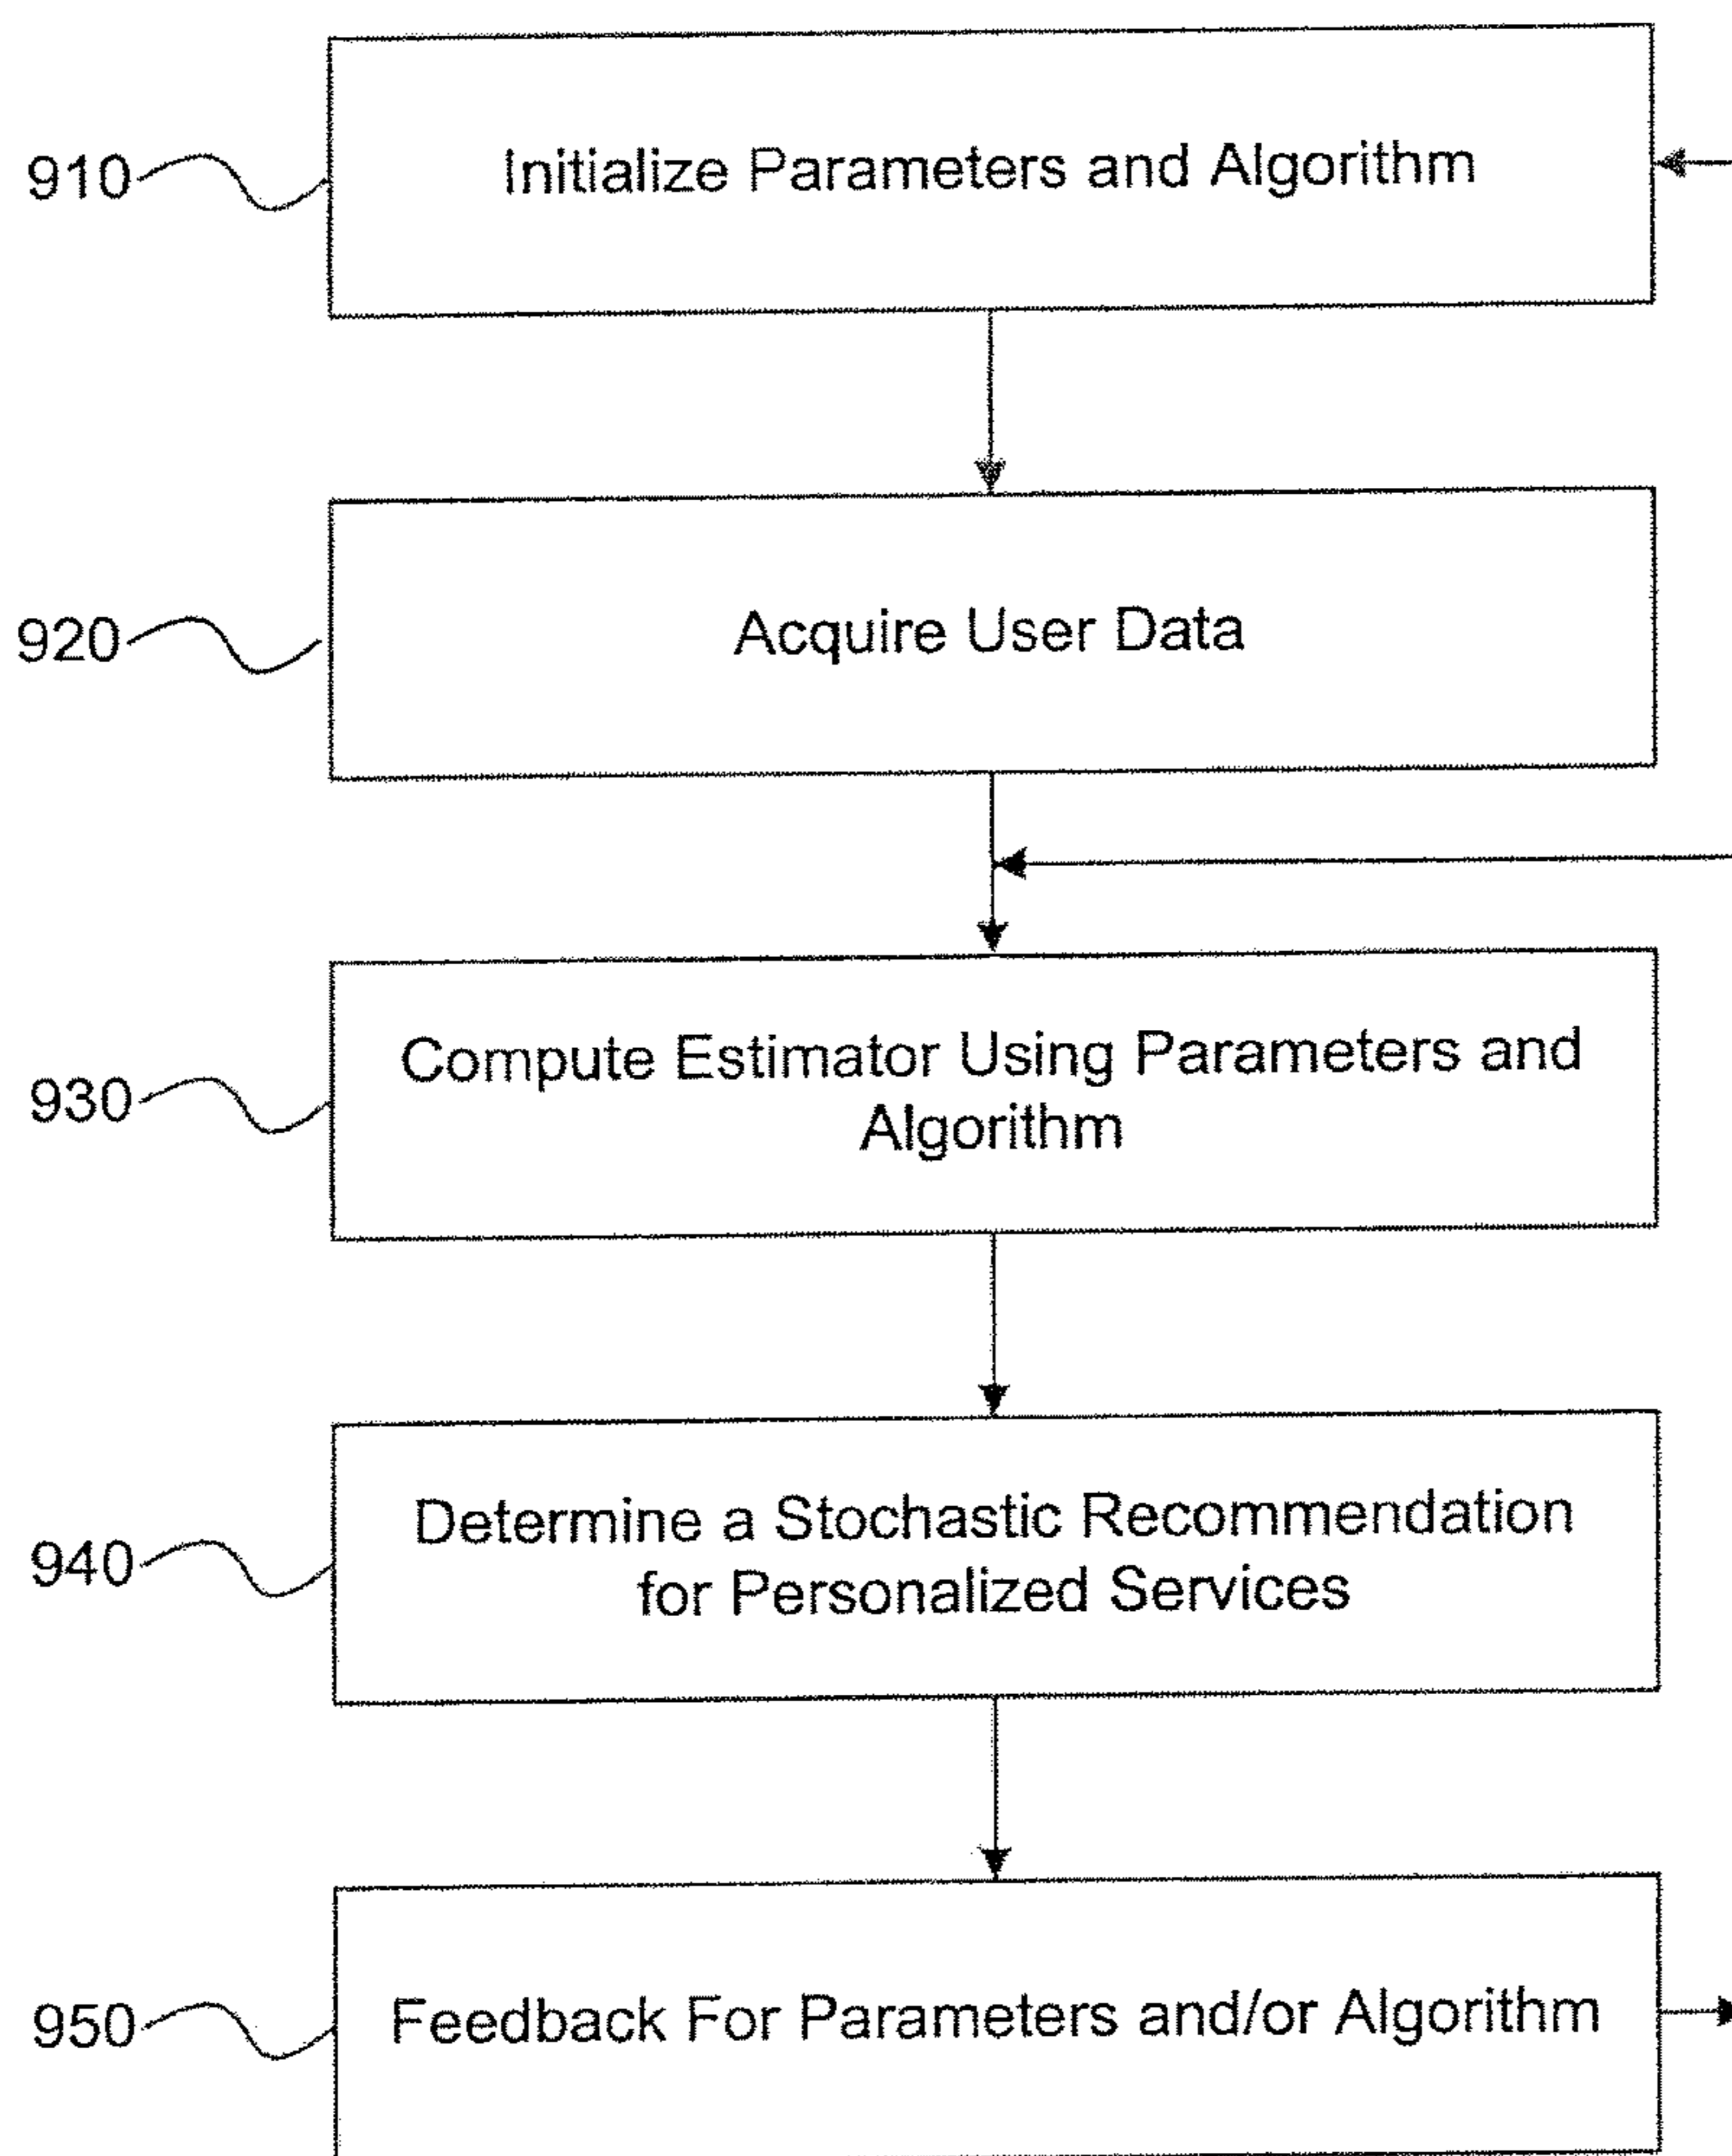 910
Initialize Parameters and Algorithm
920
Acquire User Data
930
Compute Estimator Using Parameters and
Algorithm
940
Determine a Stochastic Recommendation
for Personalized Services
950
Feedback For Parameters and/or Algorithm